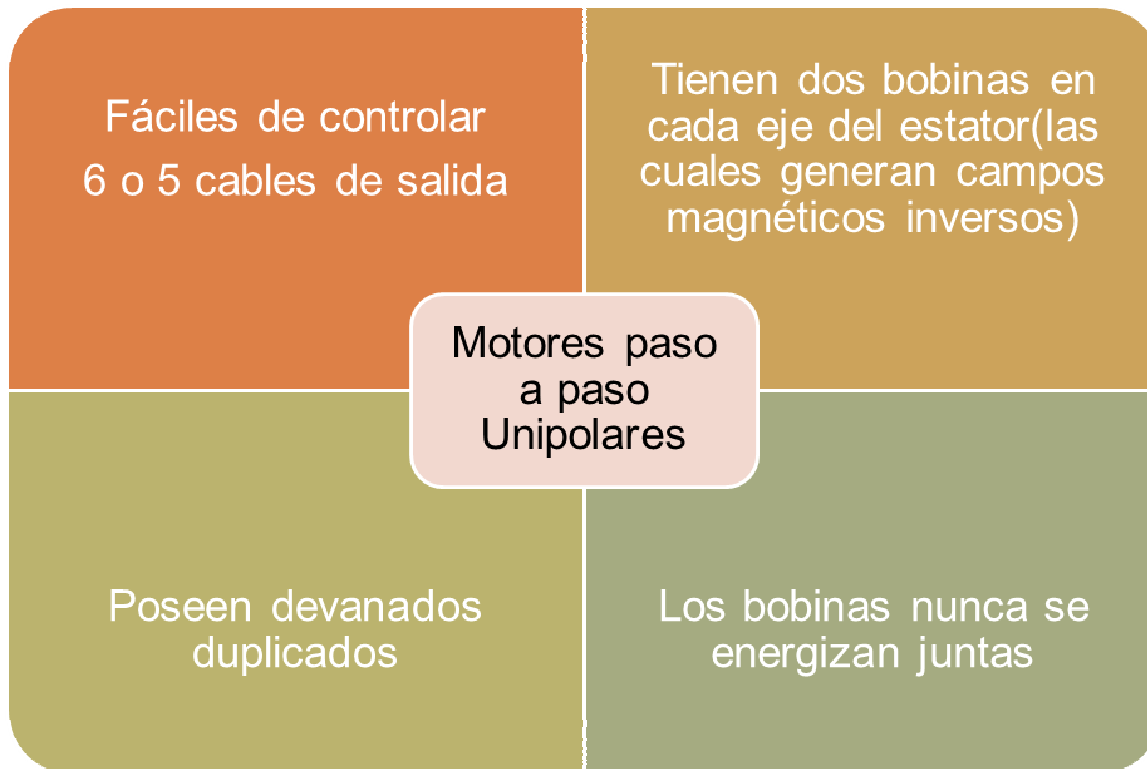 Fáciles de controlar
6 o 5 cables de salida
Tienen dos bobinas en
cada eje del estator(las
cuales generan campos
magnéticos inversos)
Motores paso
a paso
Unipolares
Poseen devanados
duplicados
Los bobinas nunca se
energizan juntas